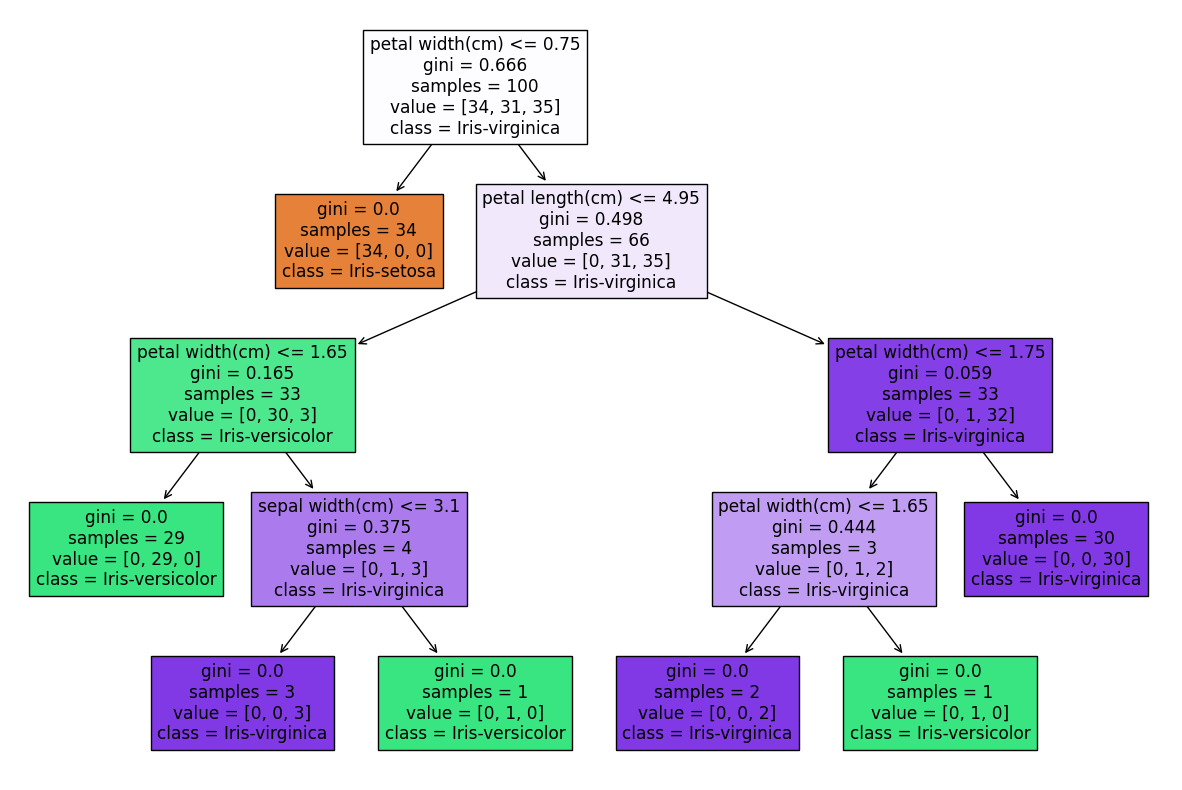 petal width(cm) <= 0.75
gini = 0.666
samples = 100
value = [34, 31, 35]
class = Iris-virginica
gini = 0.0
samples = 34
value = [34, 0, 0]
class = Iris-setosa
petal length(cm) <= 4.95
gini = 0.498
samples = 66
value = [0, 31, 35]
class = Iris-virginica
petal width(cm) <= 1.65
gini = 0.165
samples = 33
value = [0, 30, 3]
class = Iris-versicolor
petal width(cm) <= 1.75
gini = 0.059
samples = 33
value = [0, 1, 32]
class = Iris-virginica
gini = 0.0
samples = 29
value = [0, 29, 0]
class = Iris-versicolor
sepal width(cm) <= 3.1
gini = 0.375
samples = 4
value = [0, 1, 3]
class = Iris-virginica
petal width(cm) <= 1.65
gini = 0.444
samples = 3
value = [0, 1, 2]
class = Iris-virginica
gini = 0.0
samples = 30
value = [0, 0, 30]
class = Iris-virginica
gini = 0.0
samples = 3
value = [0, 0, 3]
class = Iris-virginica
gini = 0.0
samples = 1
value = [0, 1, 0]
class = Iris-versicolor
gini = 0.0
samples = 2
value = [0, 0, 2]
class = Iris-virginica
gini = 0.0
samples = 1
value = [0, 1, 0]
class = Iris-versicolor